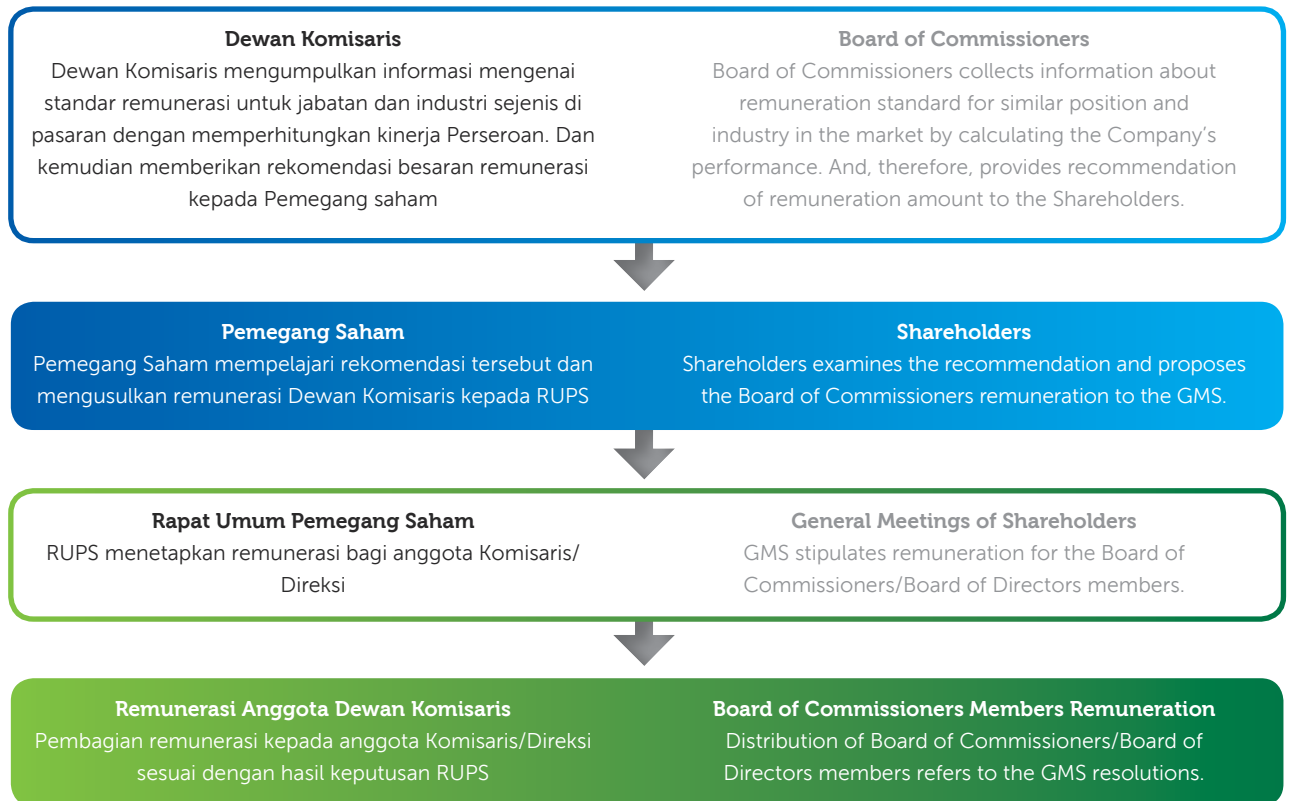 Dewan Komisaris
Dewan Komisaris mengumpulkan informasi mengenai
standar remunerasi untuk jabatan dan industri sejenis di
pasaran dengan memperhitungkan kinerja Perseroan. Dan
kemudian memberikan rekomendasi besaran remunerasi
kepada Pemegang saham
Board of Commissioners
Board of Commissioners collects information about
remuneration standard for similar position and
industry in the market by calculating the Company's
performance. And, therefore, provides recommendation
of remuneration amount to the Shareholders.
Pemegang Saham
Pemegang Saham mempelajari rekomendasi tersebut dan
mengusulkan remunerasi Dewan Komisaris kepada RUPS
Shareholders
Shareholders examines the recommendation and proposes
the Board of Commissioners remuneration to the GMS.
Rapat Umum Pemegang Saham
RUPS menetapkan remunerasi bagi anggota Komisaris/
Direksi
General Meetings of Shareholders
GMS stipulates remuneration for the Board of
Commissioners/Board of Directors members.
Remunerasi Anggota Dewan Komisaris
Pembagian remunerasi kepada anggota Komisaris/Direksi
sesuai dengan hasil keputusan RUPS
Board of Commissioners Members Remuneration
Distribution of Board of Commissioners/Board of
Directors members refers to the GMS resolutions.